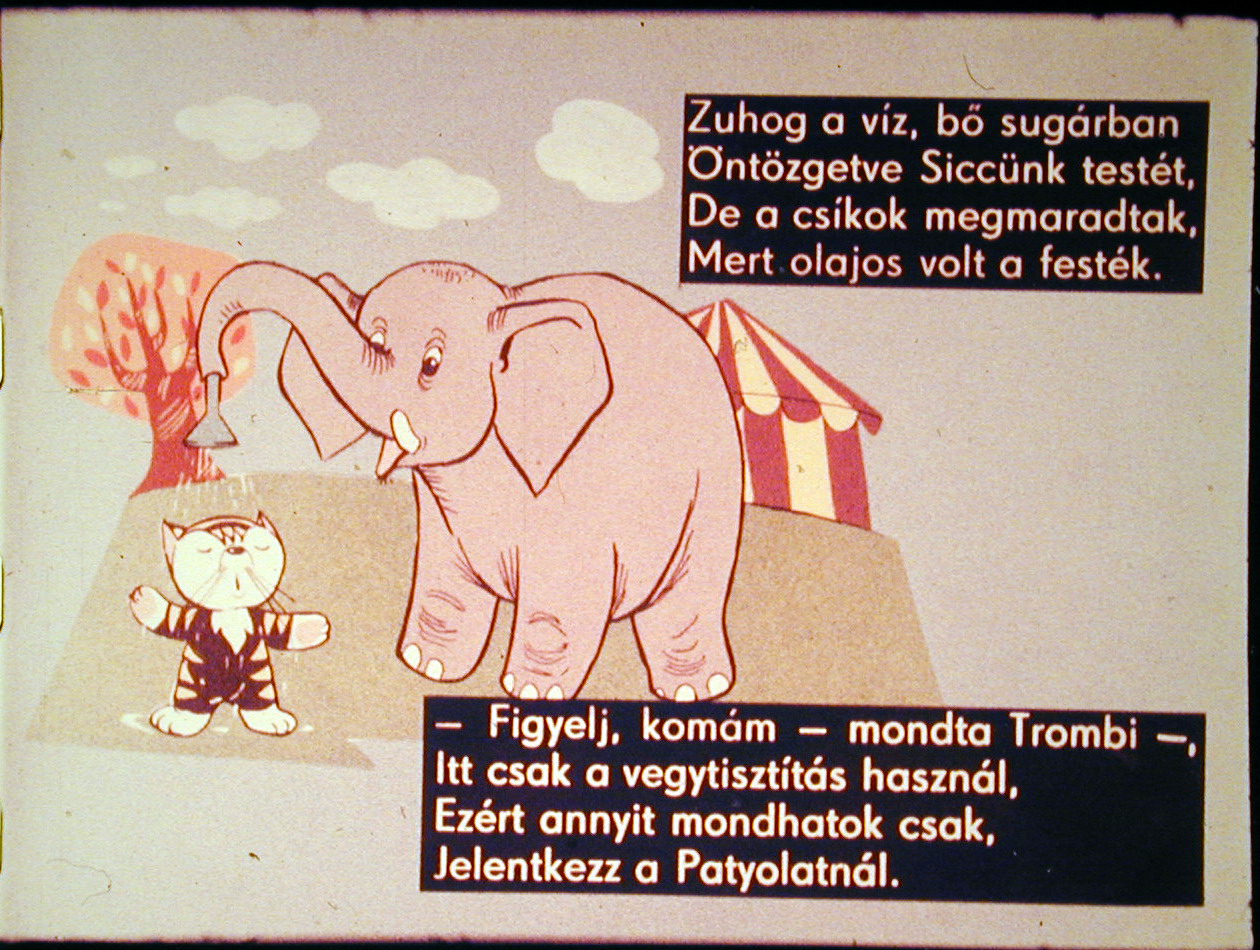 Zuhog a víz, bő sugárban
Öntözgetve Siccünk testét,
De a csíkok megmaradtak,
Mert olajos volt a festék.
– Figyelj, komám – mondta Trombi –,
Itt csak a vegytisztítás használ,
Ezért annyit mondhatok csak,
Jelentkezz a Patyolatnál.